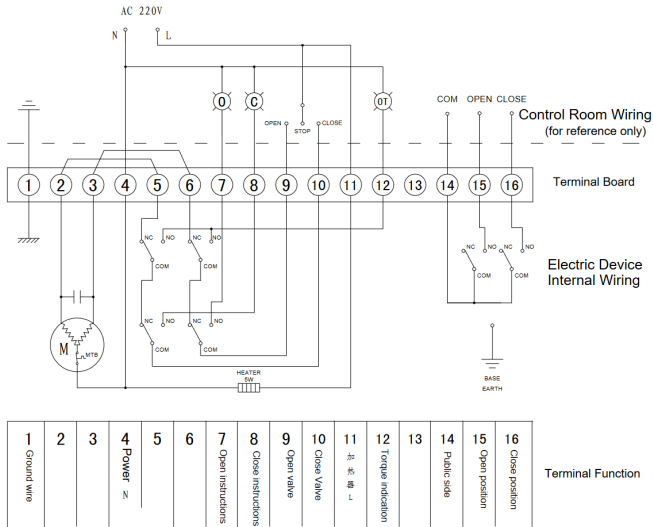 AC 220V
N L
O C OT
COM OPEN CLOSE
OPEN STOP CLOSE
Control Room Wiring
(for reference only)
1 2 3 4 5 6 7 8 9 10 11 12 13 14 15 16
Terminal Board
NC NO NC NO
NC NO NC NO
COM COM
COM COM
Electric Device
Internal Wiring
NC NO NC NO
COM COM
M MTB
HEATER
5W
BASE
EARTH
1 2 3 4 5 6 7 8 9 10 11 12 13 14 15 16
Ground wire
Power N
Open instructions
Close instructions
Open valve
Close Valve
加热器 L
Torque indication
Public side
Open position
Close position
Terminal Function